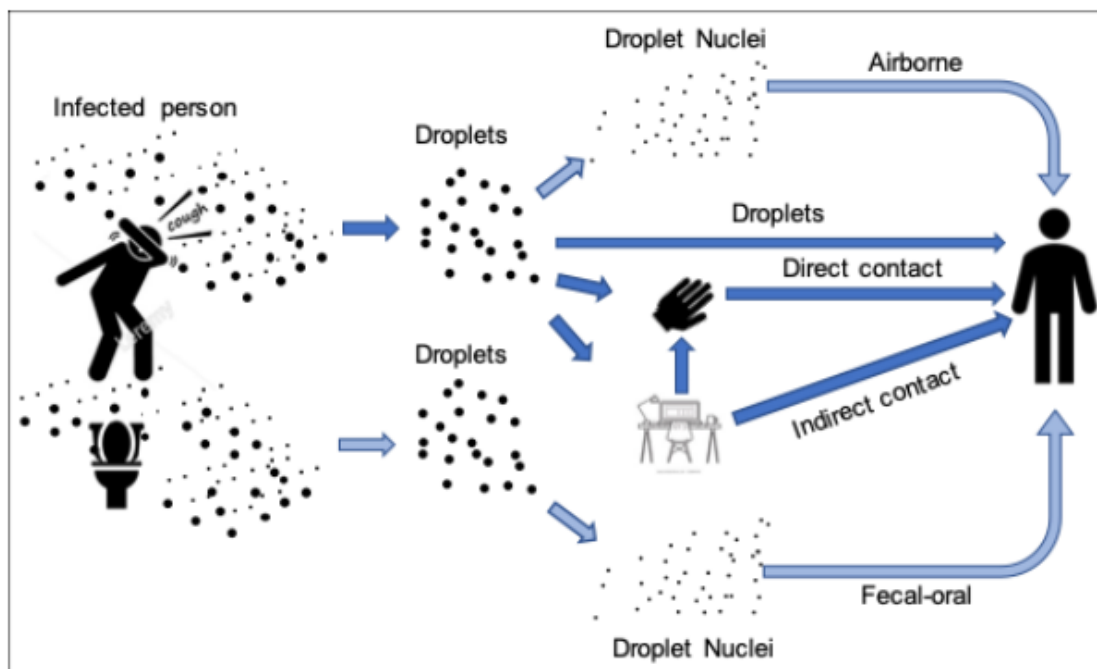 Droplet Nuclei
Airborne
Infected person
Droplets
cough
Droplets
Direct contact
Droplets
Indirect contact
Fecal-oral
Droplet Nuclei